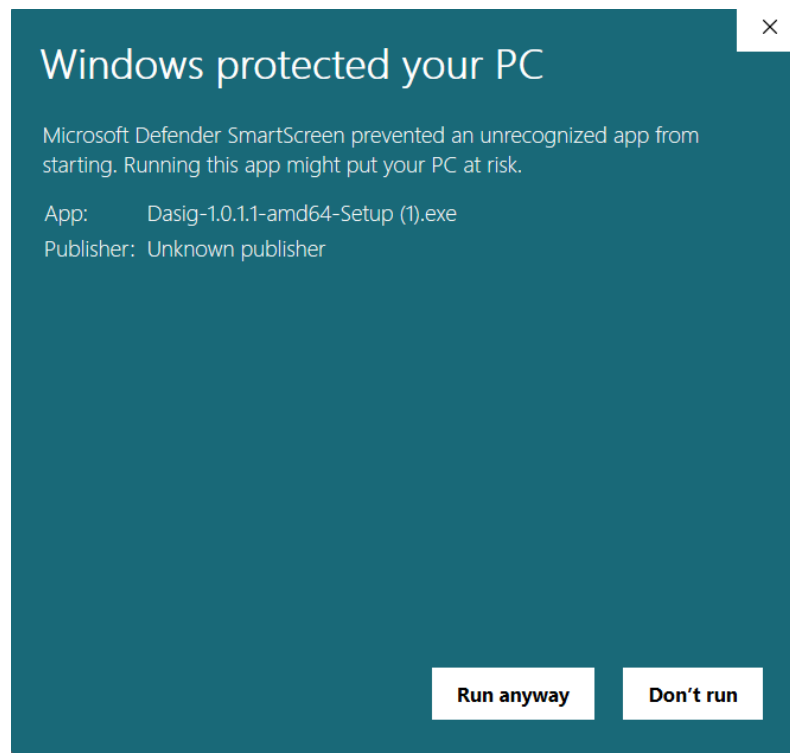 Windows protected your PC
Microsoft Defender SmartScreen prevented an unrecognized app from
starting. Running this app might put your PC at risk.
App: Dasig-1.0.1.1-amd64-Setup (1).exe
Publisher: Unknown publisher
Run anyway Don’t run